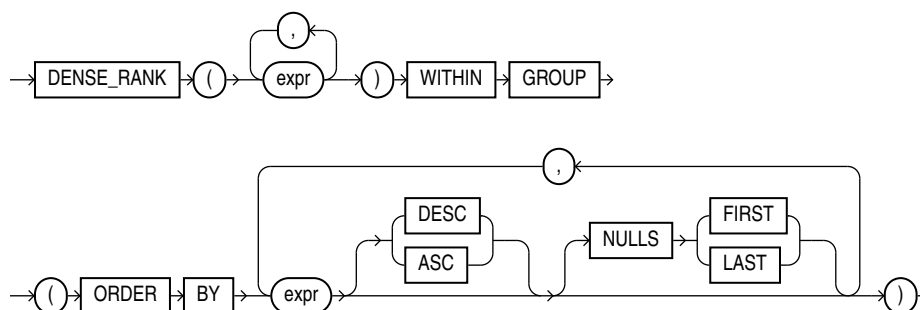 ,
DENSE_RANK ( expr ) WITHIN GROUP
,
DESC FIRST
NULLS
ASC LAST
( ORDER BY expr )